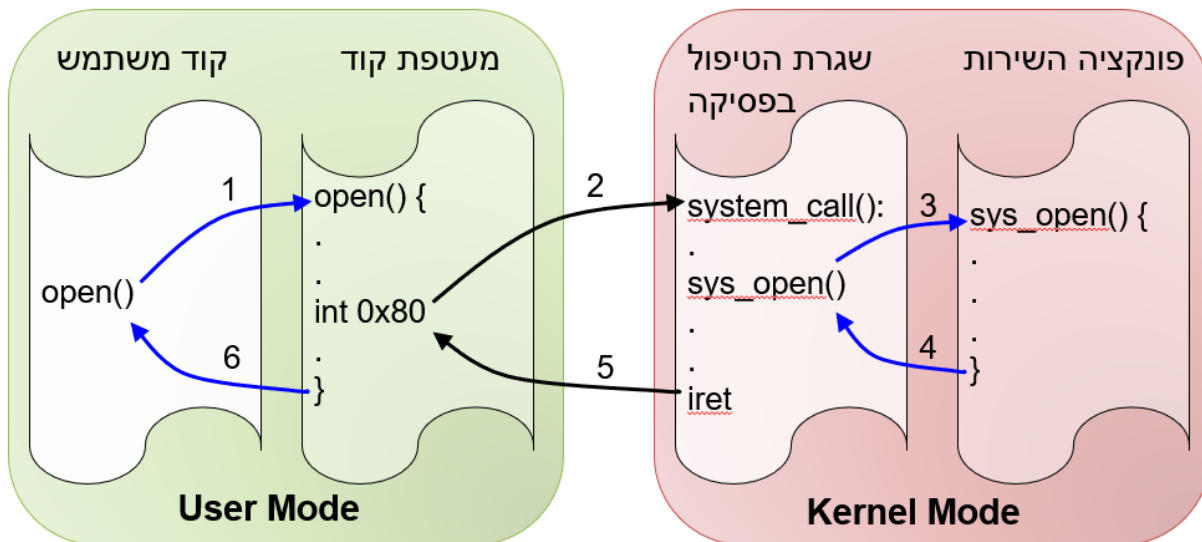 קוד משתמש
open()
1
6
מעטפת קוד
open() {
.
.
int 0x80
.
}
2
5
User Mode
שגרת הטיפול
בפסיקה
system_call():
.
sys_open()
.
.
iret
3
4
פונקציה השירות
sys_open() {
.
.
.
}
Kernel Mode